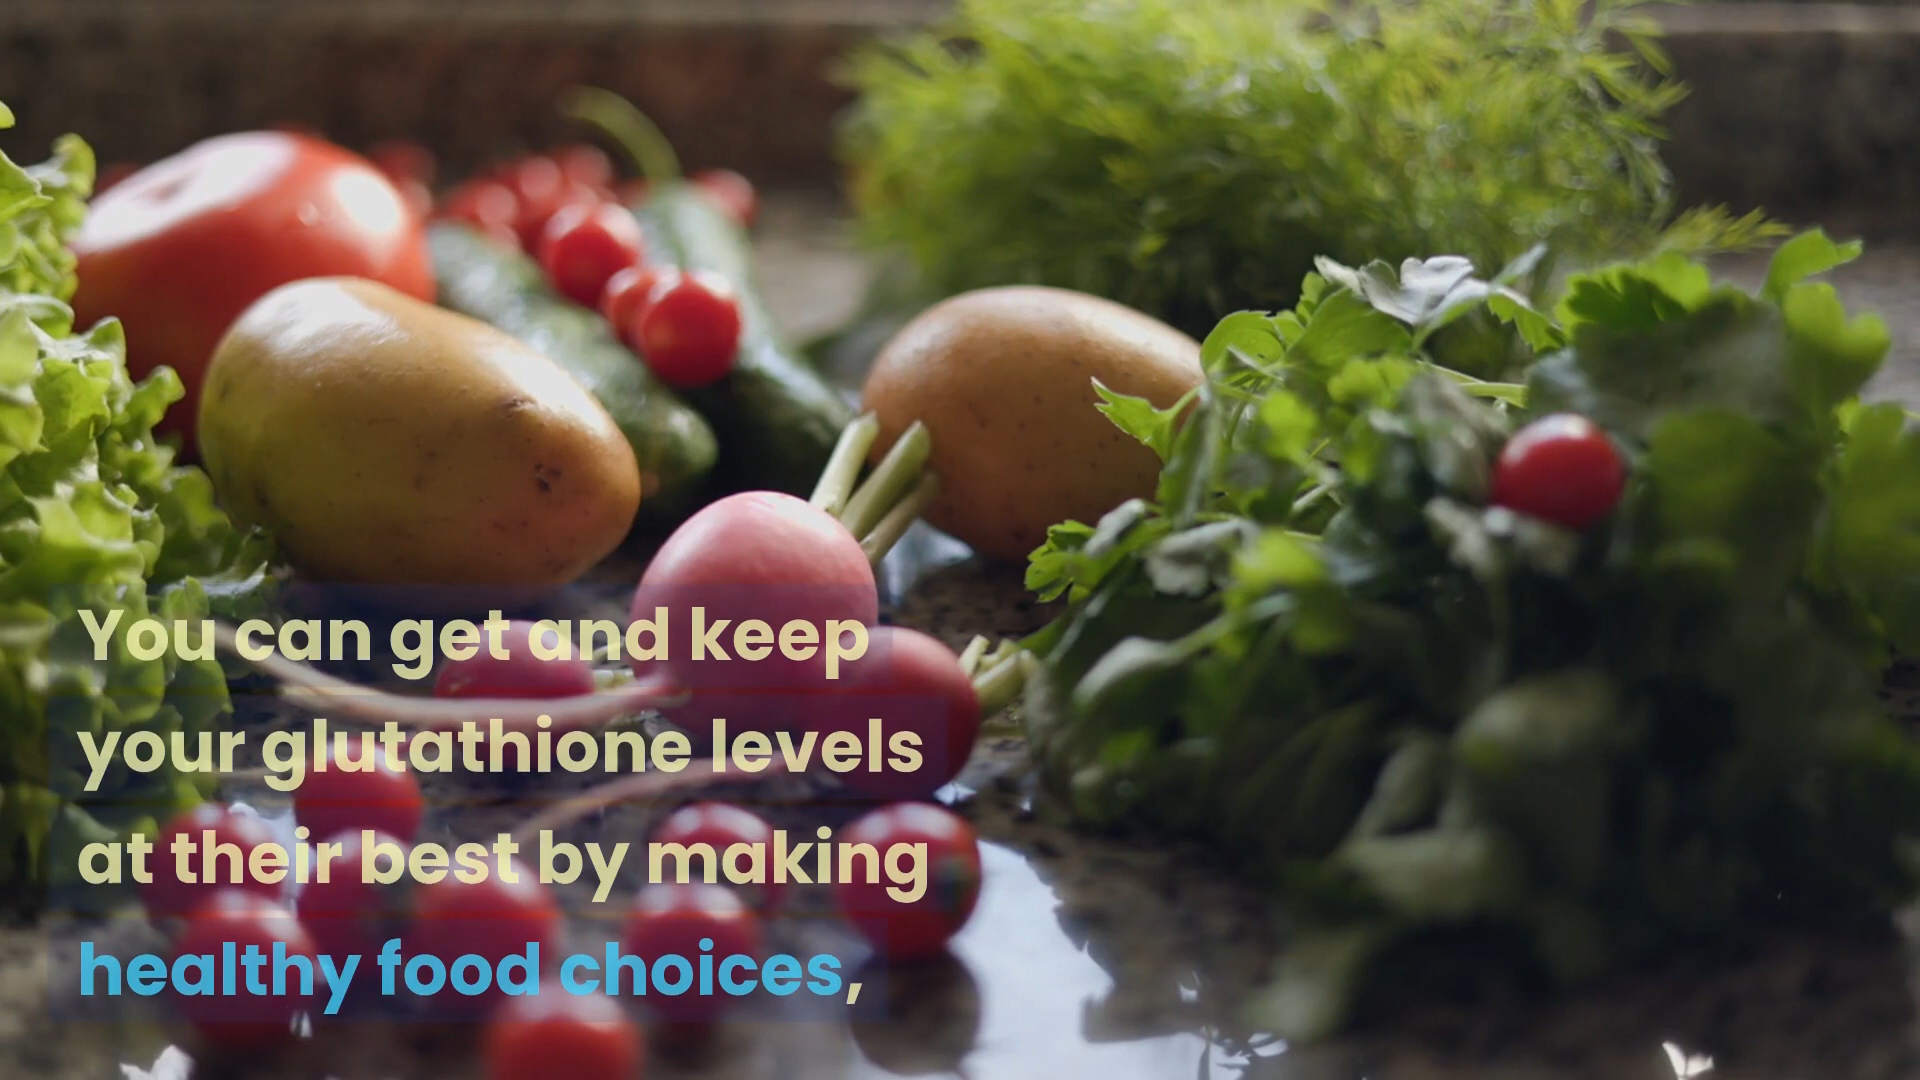 You can get and keep
your glutathione levels
at their best by making
healthy food choices,